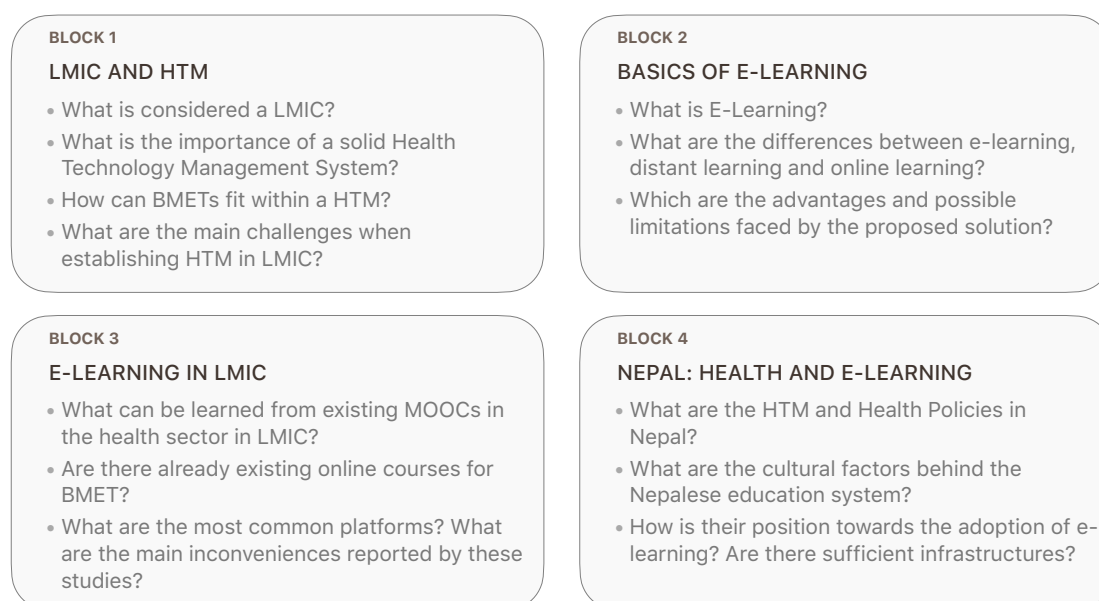 BLOCK 1
LMIC AND HTM
• What is considered a LMIC?
• What is the importance of a solid Health
Technology Management System?
• How can BMETs fit within a HTM?
• What are the main challenges when
establishing HTM in LMIC?
BLOCK 2
BASICS OF E-LEARNING
• What is E-Learning?
• What are the differences between e-learning,
distant learning and online learning?
• Which are the advantages and possible
limitations faced by the proposed solution?
BLOCK 3
E-LEARNING IN LMIC
• What can be learned from existing MOOCs in
the health sector in LMIC?
• Are there already existing online courses for
BMET?
• What are the most common platforms? What
are the main inconveniences reported by these
studies?
BLOCK 4
NEPAL: HEALTH AND E-LEARNING
• What are the HTM and Health Policies in
Nepal?
• What are the cultural factors behind the
Nepalese education system?
• How is their position towards the adoption of e-
learning? Are there sufficient infrastructures?